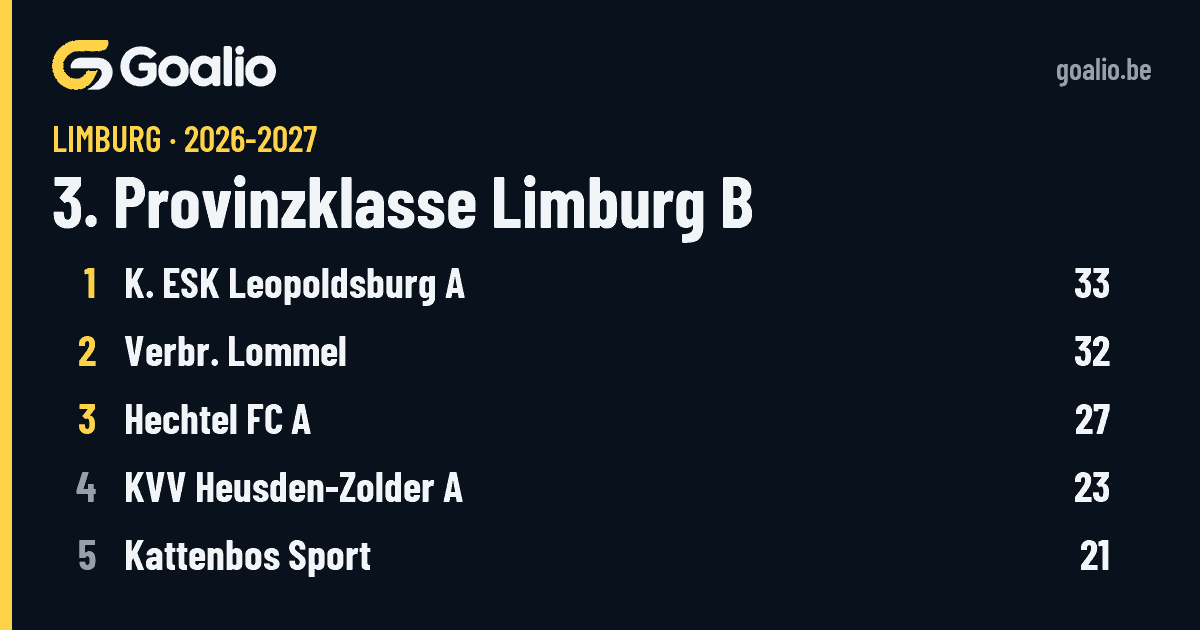 Goalio
goalio.be
LIMBURG · 2026-2027
3. Provinzklasse Limburg B
1 K. ESK Leopoldsburg A 33
2 Verbr. Lommel 32
3 Hechtel FC A 27
4 KVV Heusden-Zolder A 23
5 Kattenbos Sport 21